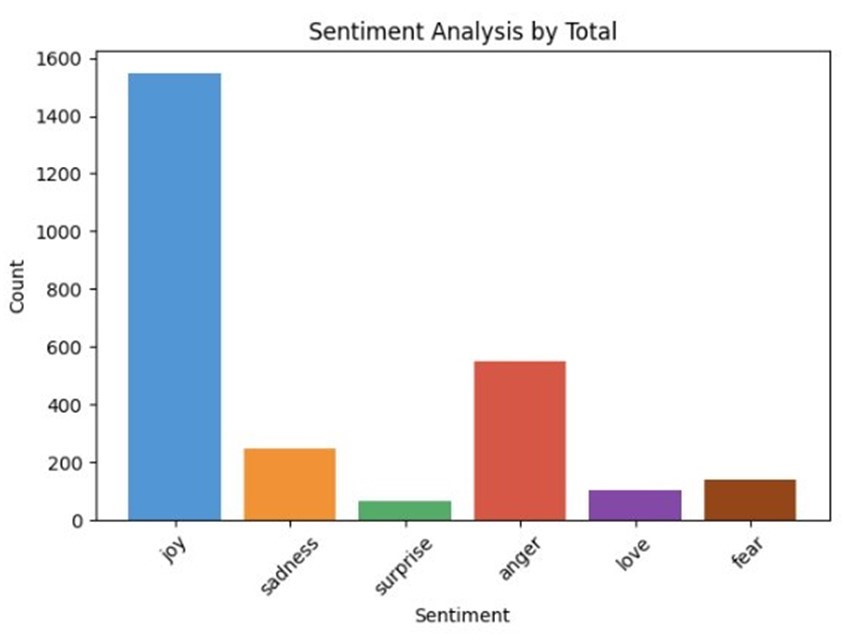 Sentiment Analysis by Total
1600
1400
1200
1000
800
600
400
200
0
Count
joy
sadness
surprise
anger
love
fear
Sentiment